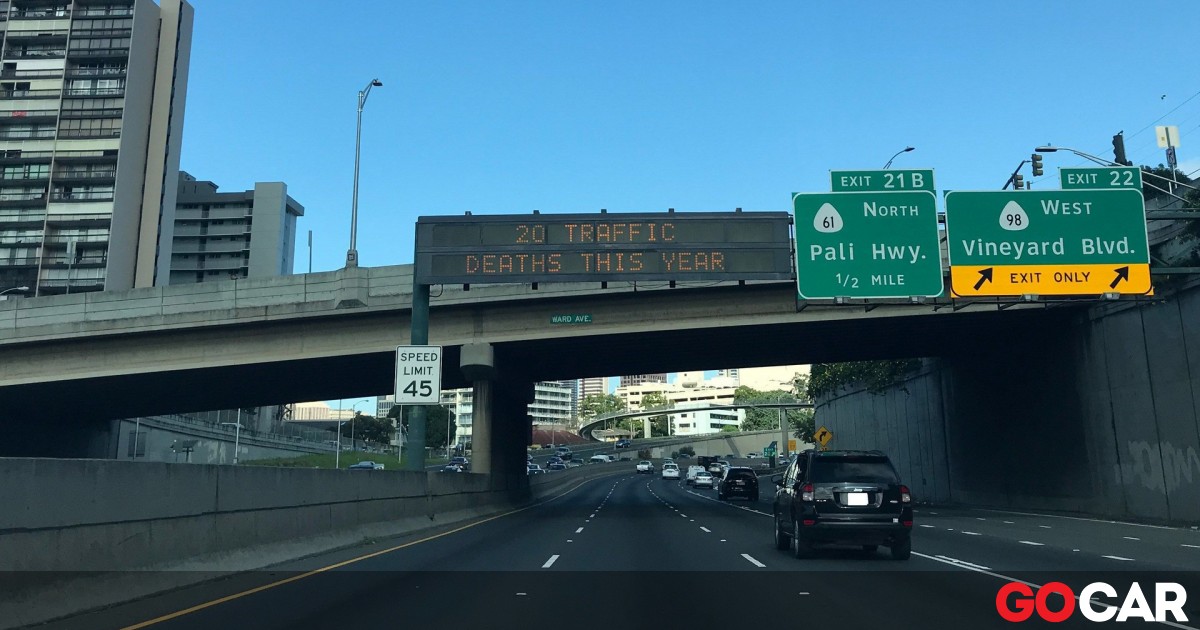 20 TRAFFIC
DEATHS THIS YEAR
EXIT 21B
61 NORTH
Pali Hwy.
1/2 MILE
EXIT 22
98 WEST
Vineyard Blvd.
EXIT ONLY
WARD AVE.
SPEED
LIMIT
45
GOCAR